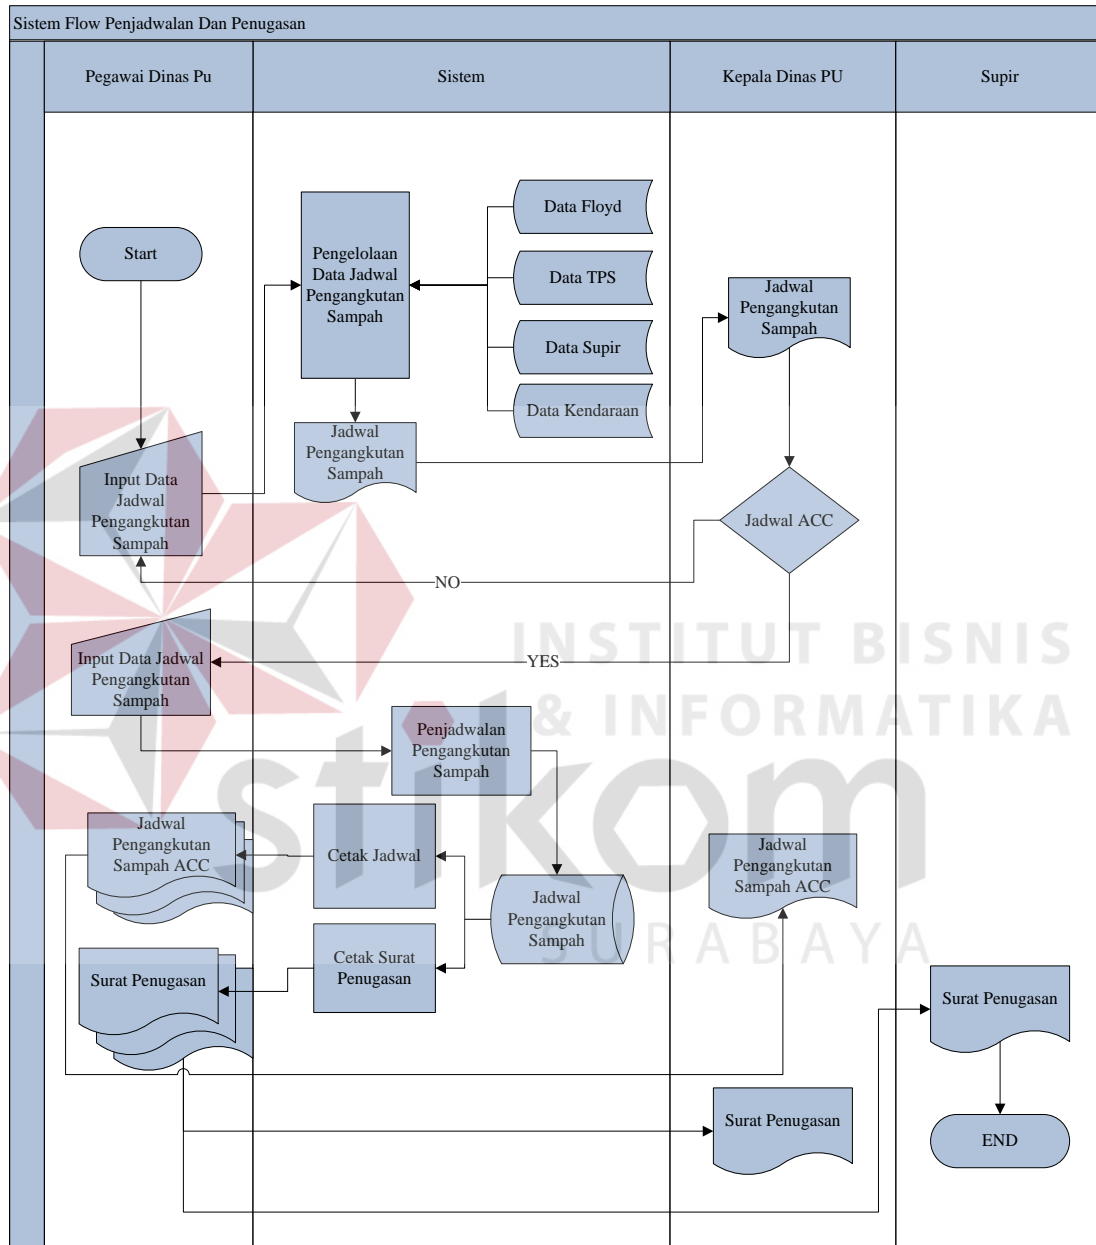 Sistem Flow Penjadwalan Dan Penugasan
Pegawai Dinas Pu
Sistem
Kepala Dinas PU
Supir
Start
Pengelolaan
Data Jadwal
Pengangkutan
Sampah
Data Floyd
Data TPS
Data Supir
Data Kendaraan
Jadwal
Pengangkutan
Sampah
Jadwal
Pengangkutan
Sampah
Input Data
Jadwal
Pengangkutan
Sampah
Jadwal ACC
NO
YES
Input Data Jadwal
Pengangkutan
Sampah
Penjadwalan
Pengangkutan
Sampah
Jadwal
Pengangkutan
Sampah ACC
Cetak Jadwal
Jadwal
Pengangkutan
Sampah
Jadwal
Pengangkutan
Sampah ACC
Surat Penugasan
Cetak Surat
Penugasan
Surat Penugasan
Surat Penugasan
END
INSTITUT BISNIS
& INFORMATIKA
stikom
SURABAYA